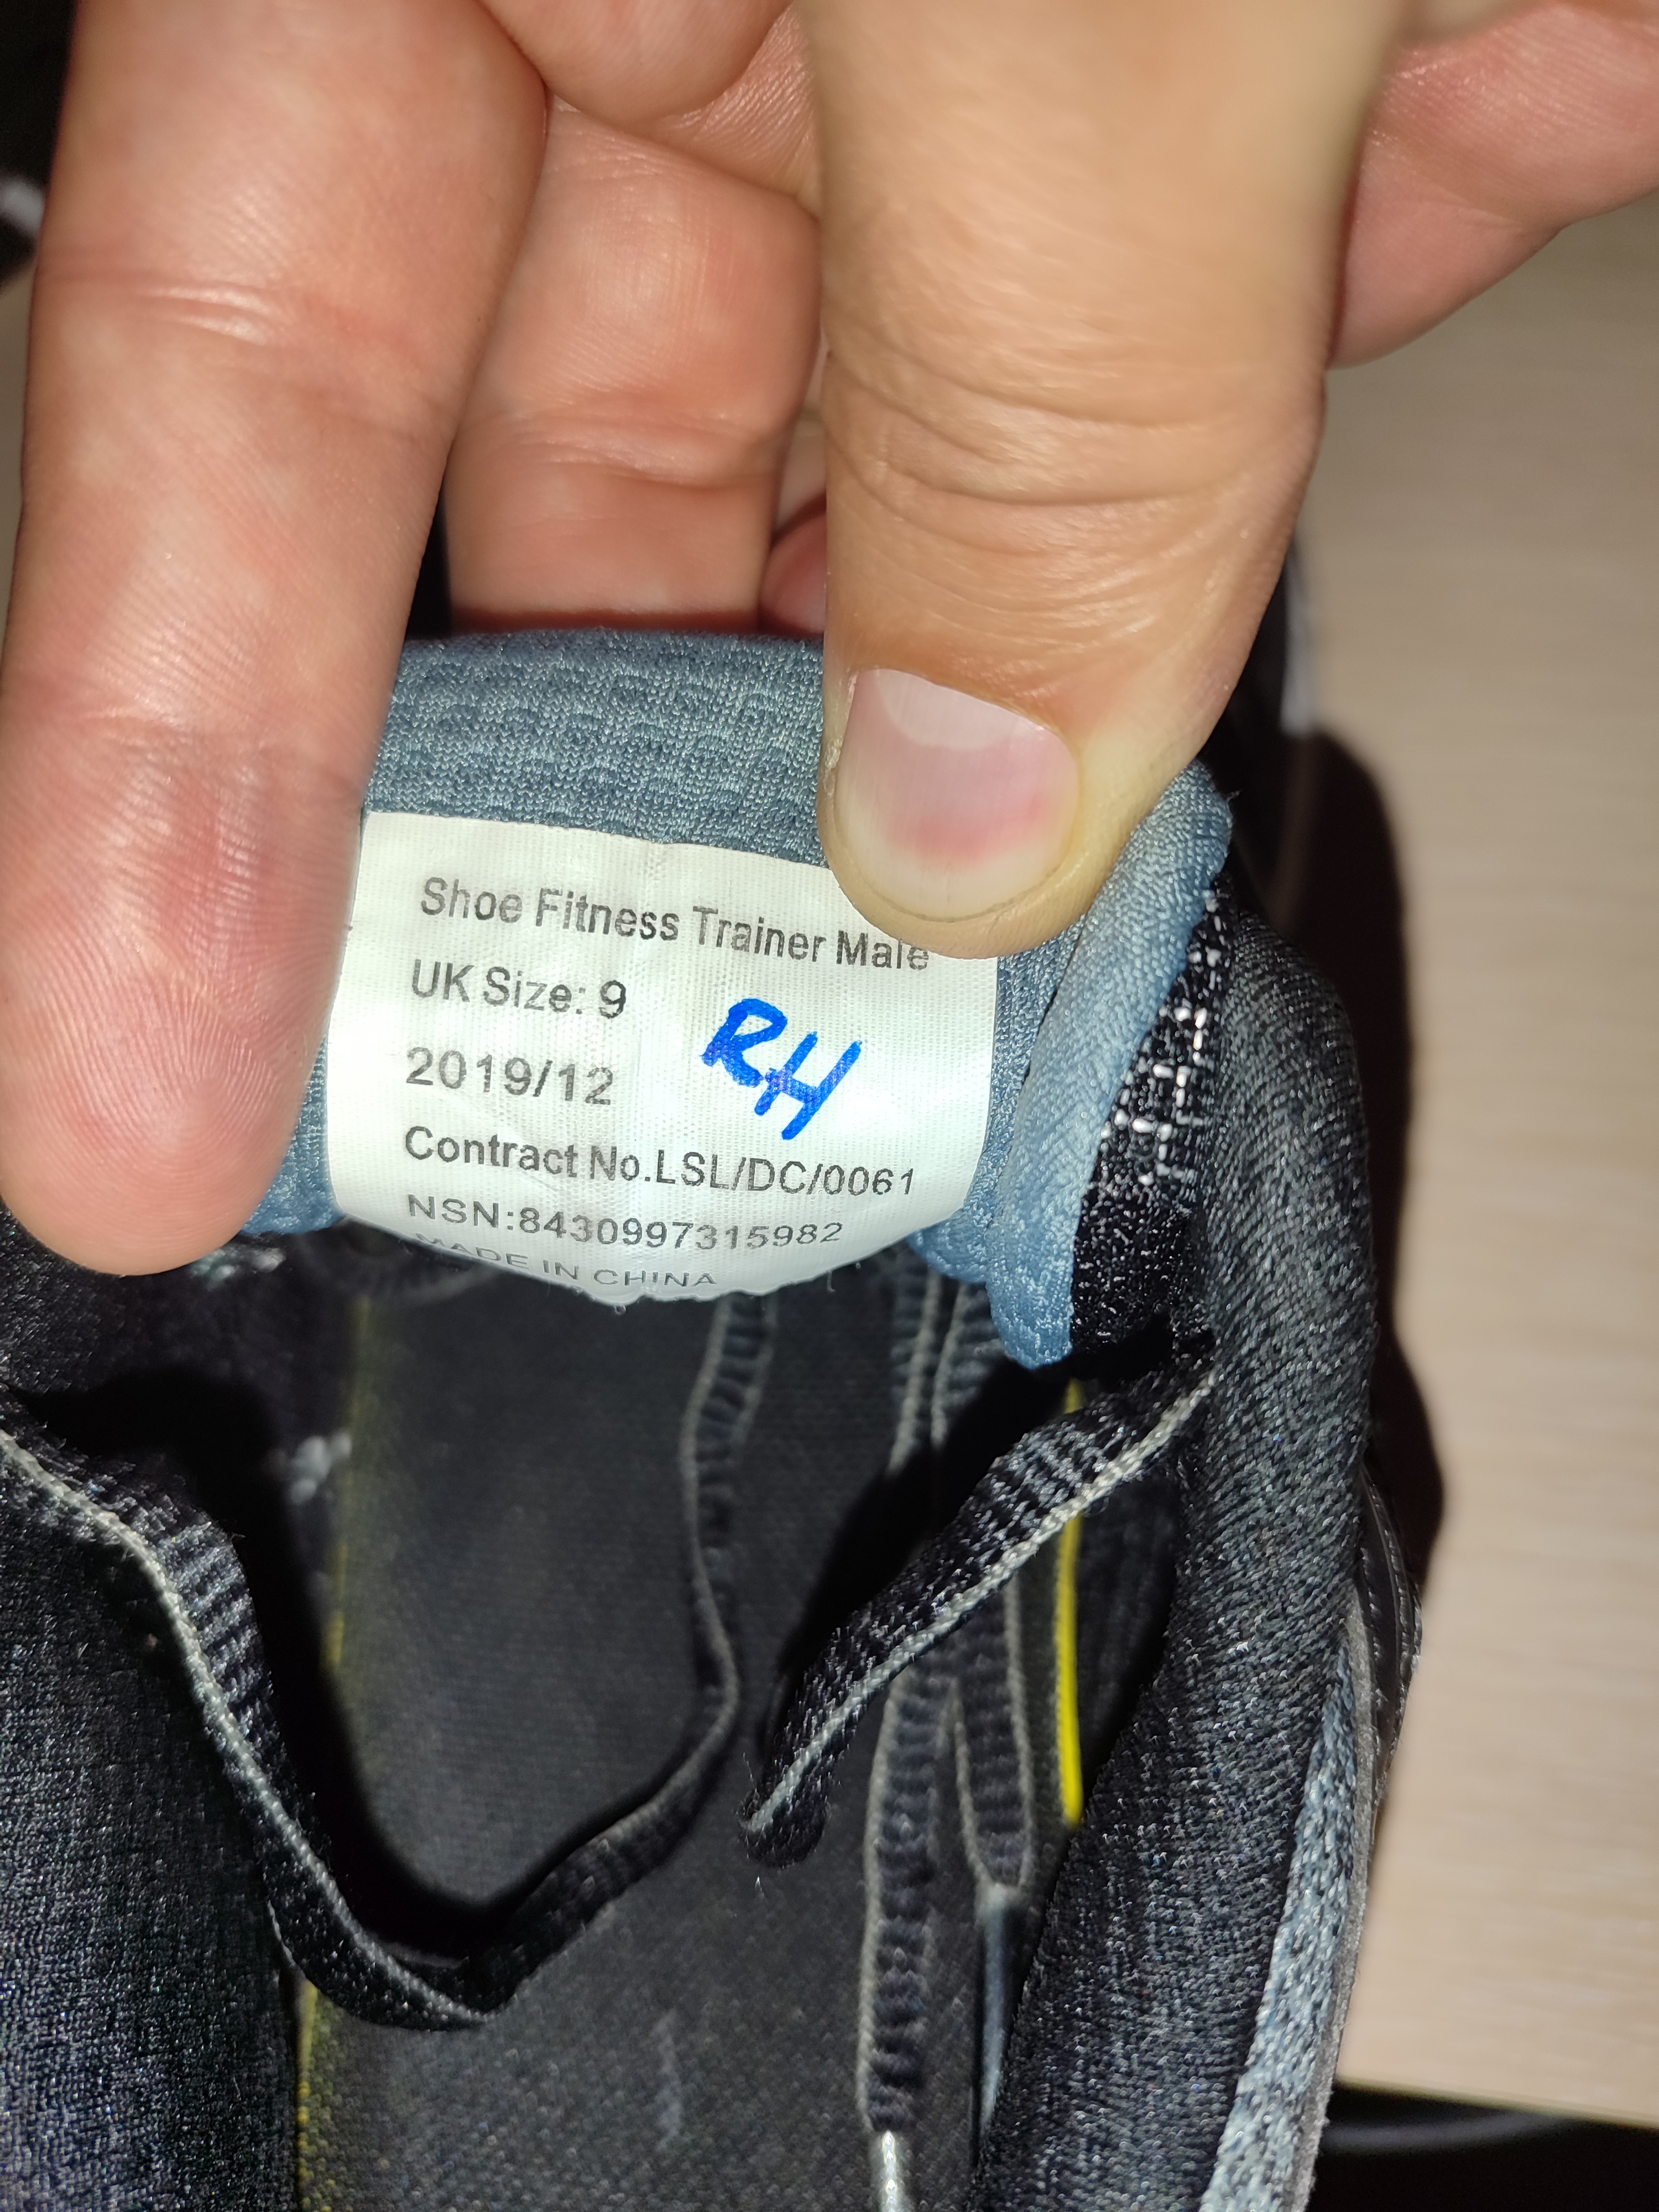 Shoe Fitness Trainer Male
UK Size: 9
RH
2019/12
Contract No.LSL/DC/0061
NSN:8430997315982
MADE IN CHINA